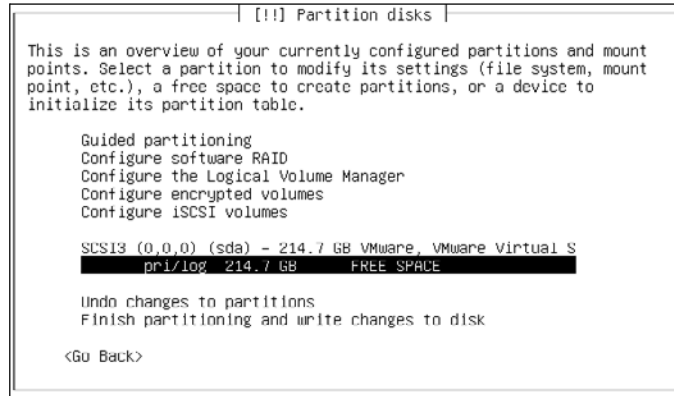 [!!] Partition disks
This is an overview of your currently configured partitions and mount
points. Select a partition to modify its settings (file system, mount
point, etc.), a free space to create partitions, or a device to
initialize its partition table.
Guided partitioning
Configure software RAID
Configure the Logical Volume Manager
Configure encrypted volumes
Configure iSCSI volumes
SCSI3 (0,0,0) (sda) - 214.7 GB VMware, VMware Virtual S
pri/log 214.7 GB FREE SPACE
Undo changes to partitions
Finish partitioning and write changes to disk
<Go Back>